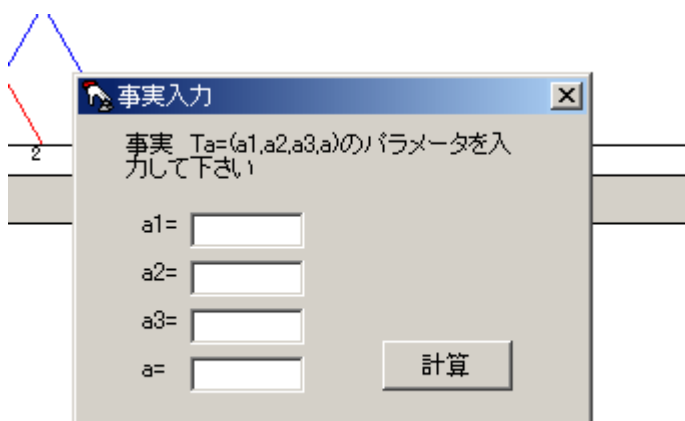 事実入力
事実 Ta=(a1,a2,a3,a)のパラメータを入
力して下さい
2
a1=
a2=
a3=
a=
計算